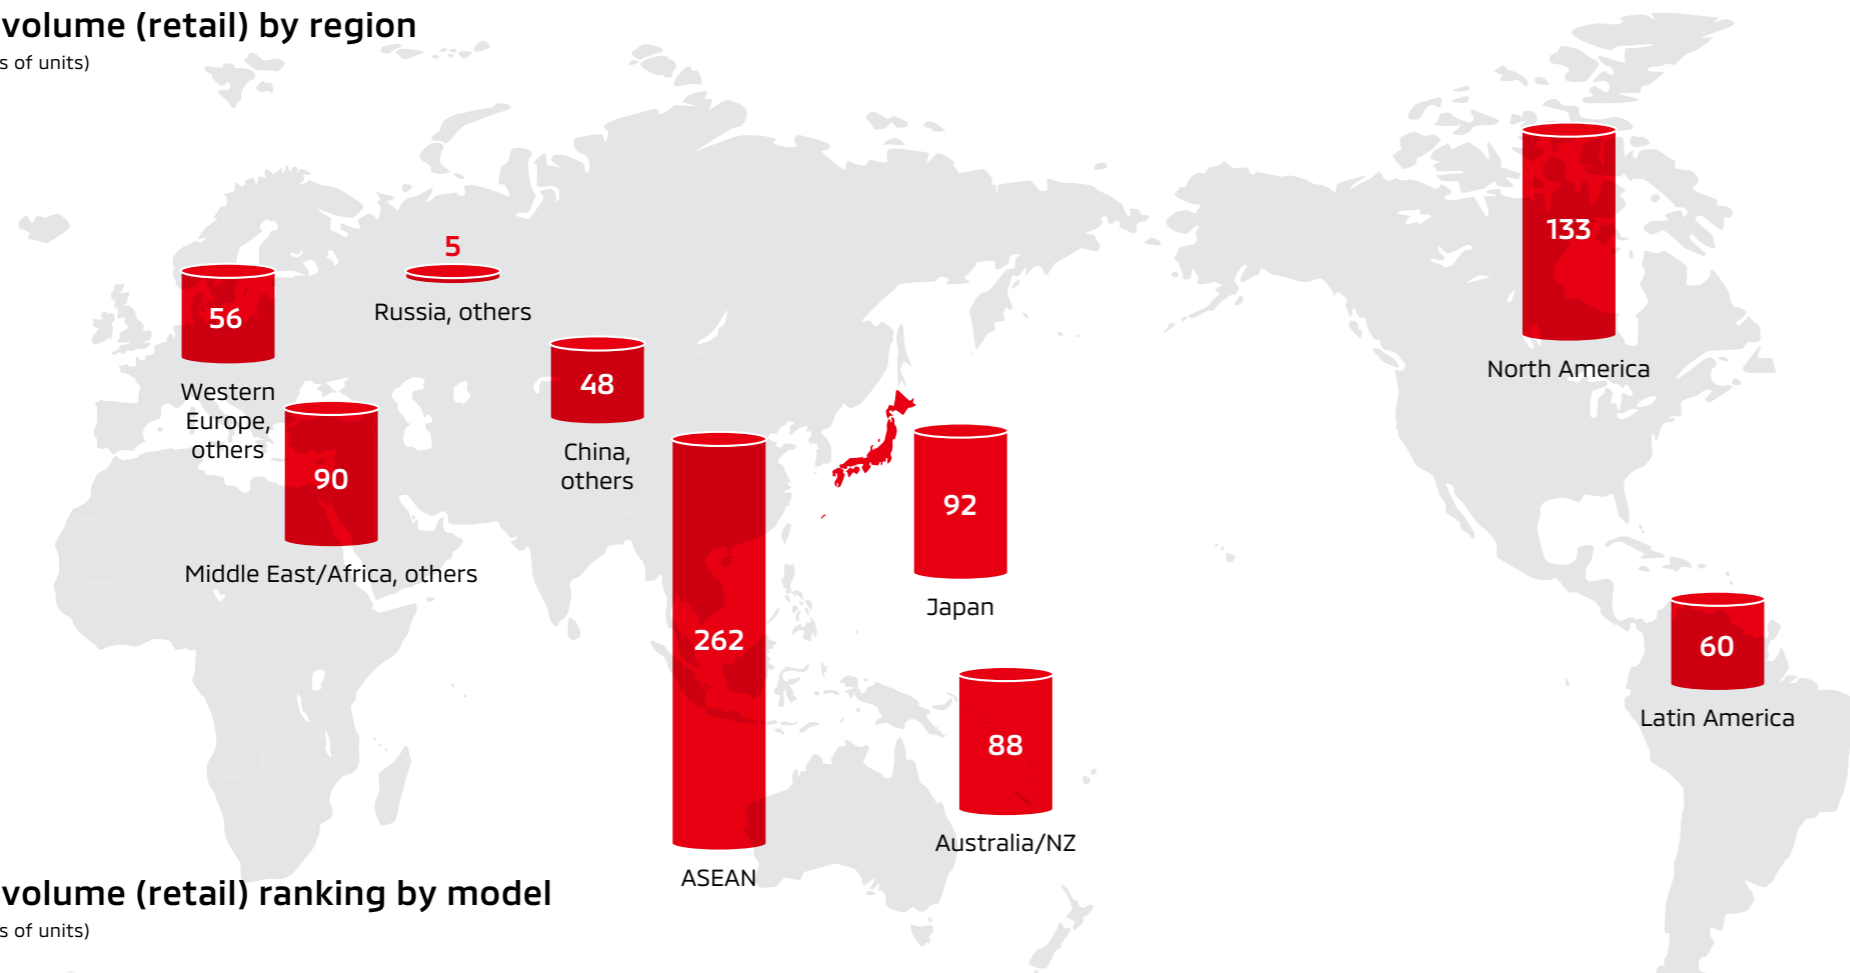 volume (retail) by region
s of units)
133
5
Russia, others
56
North America
48
Western
Europe,
others
China,
others
90
92
Middle East/Africa, others
Japan
262
60
Latin America
88
Australia/NZ
ASEAN
volume (retail) ranking by model
s of units)